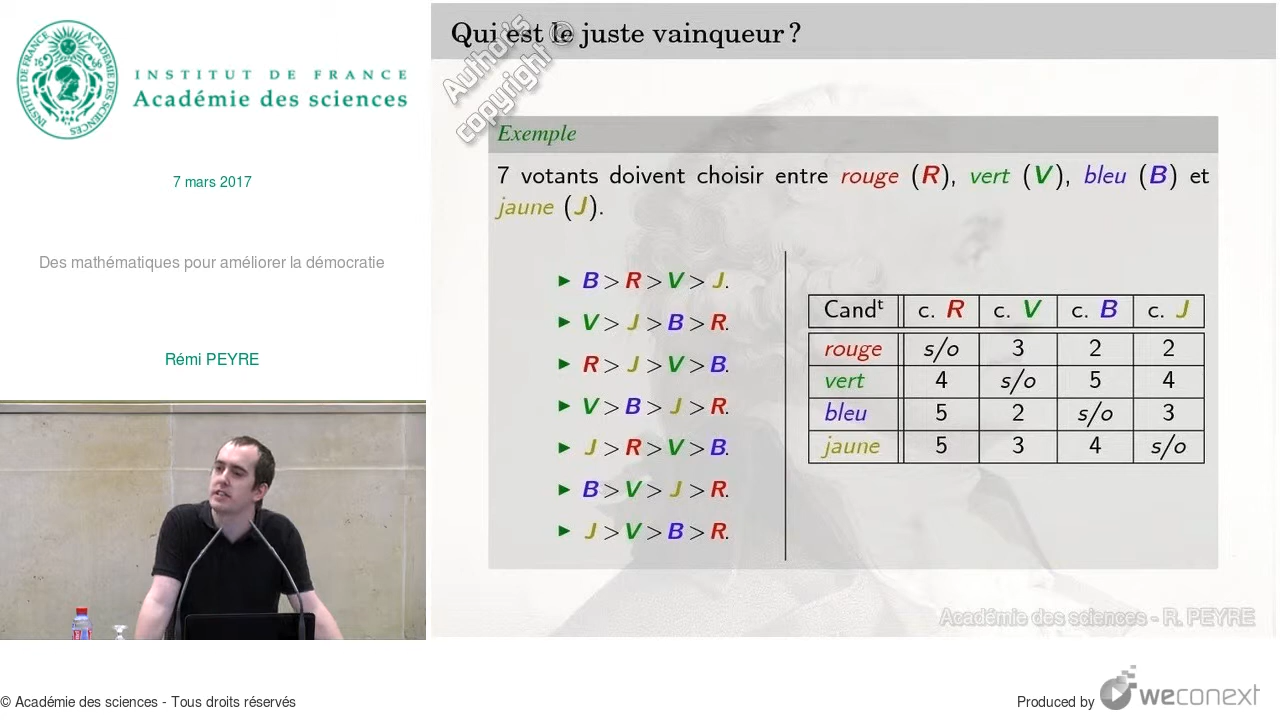 INSTITUT DE FRANCE
Académie des sciences
7 mars 2017
Des mathématiques pour améliorer la démocratie
Rémi PEYRE
Qui est le juste vainqueur ?
Author's copyright ©
Exemple
7 votants doivent choisir entre rouge (R), vert (V), bleu (B) et
jaune (J).
► B > R > V > J.
► V > J > B > R.
► R > J > V > B.
► V > B > J > R.
► J > R > V > B.
► B > V > J > R.
► J > V > B > R.
Candᵗ c. R c. V c. B c. J
rouge s/o 3 2 2
vert 4 s/o 5 4
bleu 5 2 s/o 3
jaune 5 3 4 s/o
Académie des sciences - R. PEYRE
© Académie des sciences - Tous droits réservés
Produced by weconext